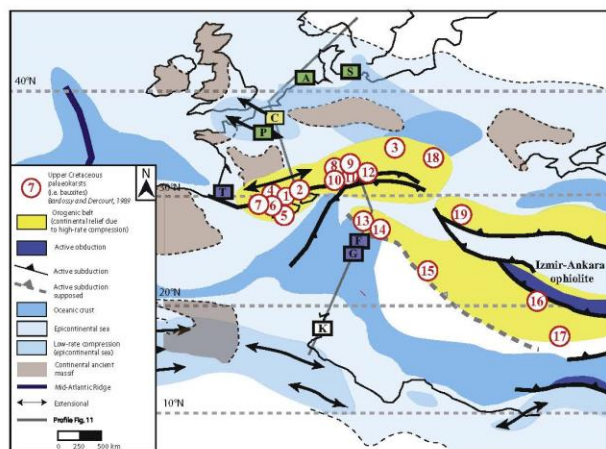 40°N
A
S
C
P
3
8
9
18
10
11
12
N
7
Upper Cretaceous
palaeokarsts
(i.e. bauxites)
Bardossy and Dercourt, 1989
30°N
T
4
1
2
7
6
5
Orogenic belt
(continental relief due
to high-rate compression)
13
14
19
F
G
Active obduction
Active subduction
15
Izmir-Ankara
ophiolite
Active subduction
supposed
16
Oceanic crust
20°N
Epicontinental sea
17
Low-rate compression
(epicontinental sea)
K
Continental ancient
massif
Mid-Atlantic Ridge
Extensional
Profile Fig. 11
10°N
0 250 500 km